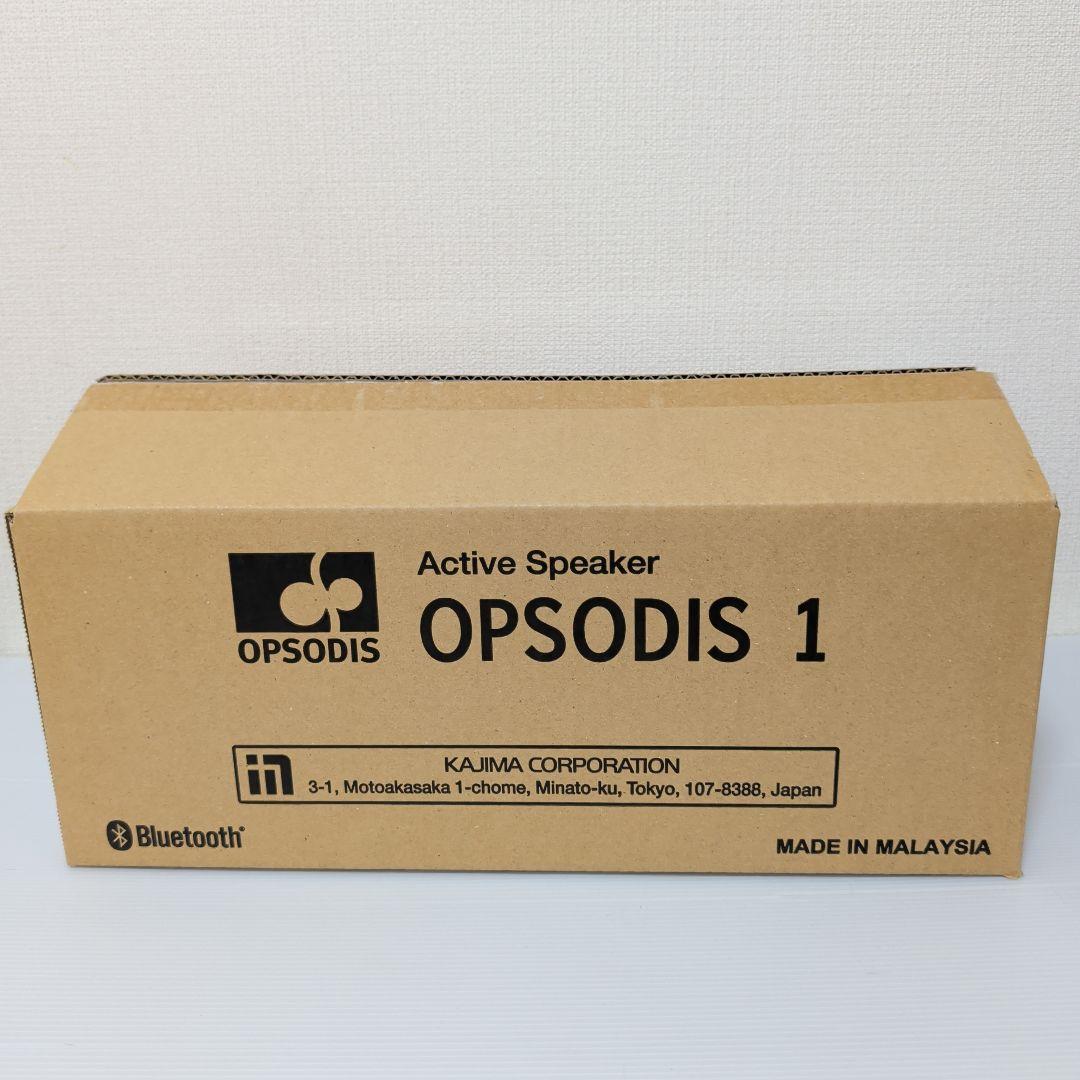 OPSODIS
Active Speaker
OPSODIS 1
KAJIMA CORPORATION
3-1, Motoakasaka 1-chome, Minato-ku, Tokyo, 107-8388, Japan
Bluetooth®
MADE IN MALAYSIA